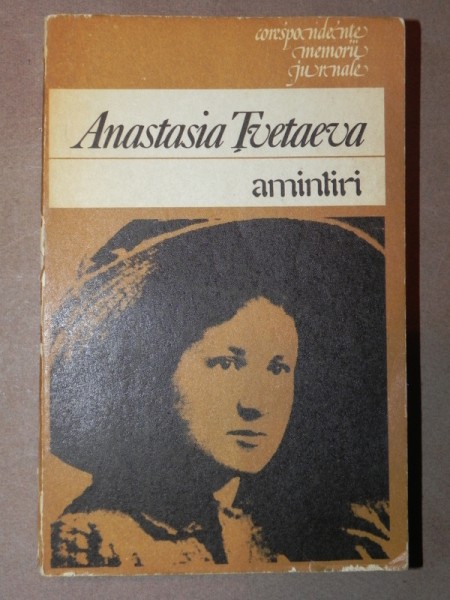 corespondențe
memorii
jurnale
Anastasia Țvetaeva
amintiri